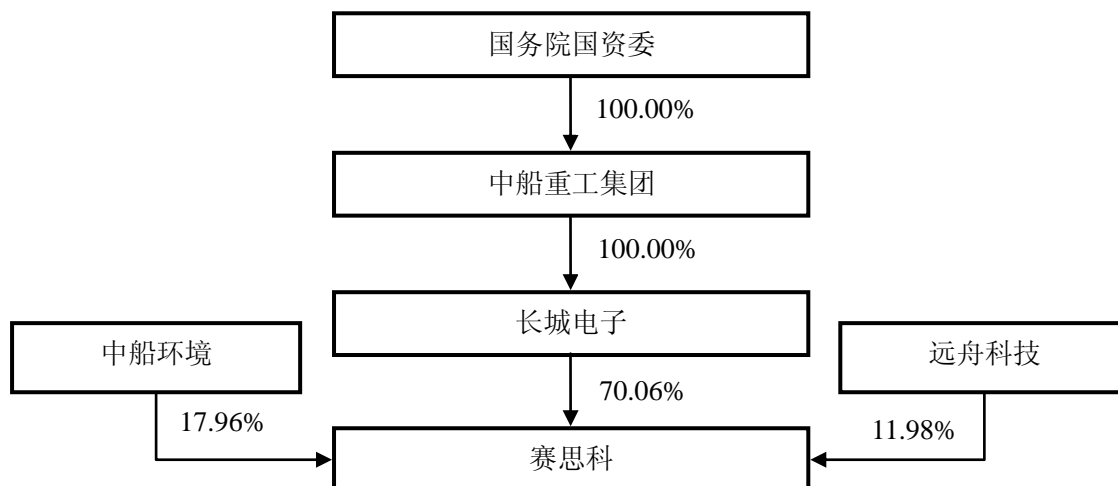 国务院国资委
100.00%
中船重工集团
100.00%
长城电子
中船环境
远舟科技
70.06%
17.96%
11.98%
赛思科